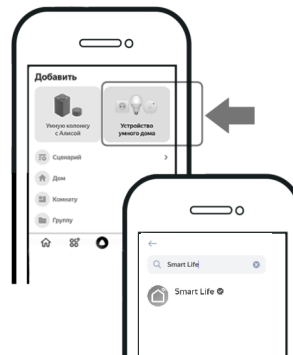 Добавить
Умную колонку
с Алисой
Устройство
умного дома
Сценарий
Дом
Комнату
Группу
Smart Life
Smart Life